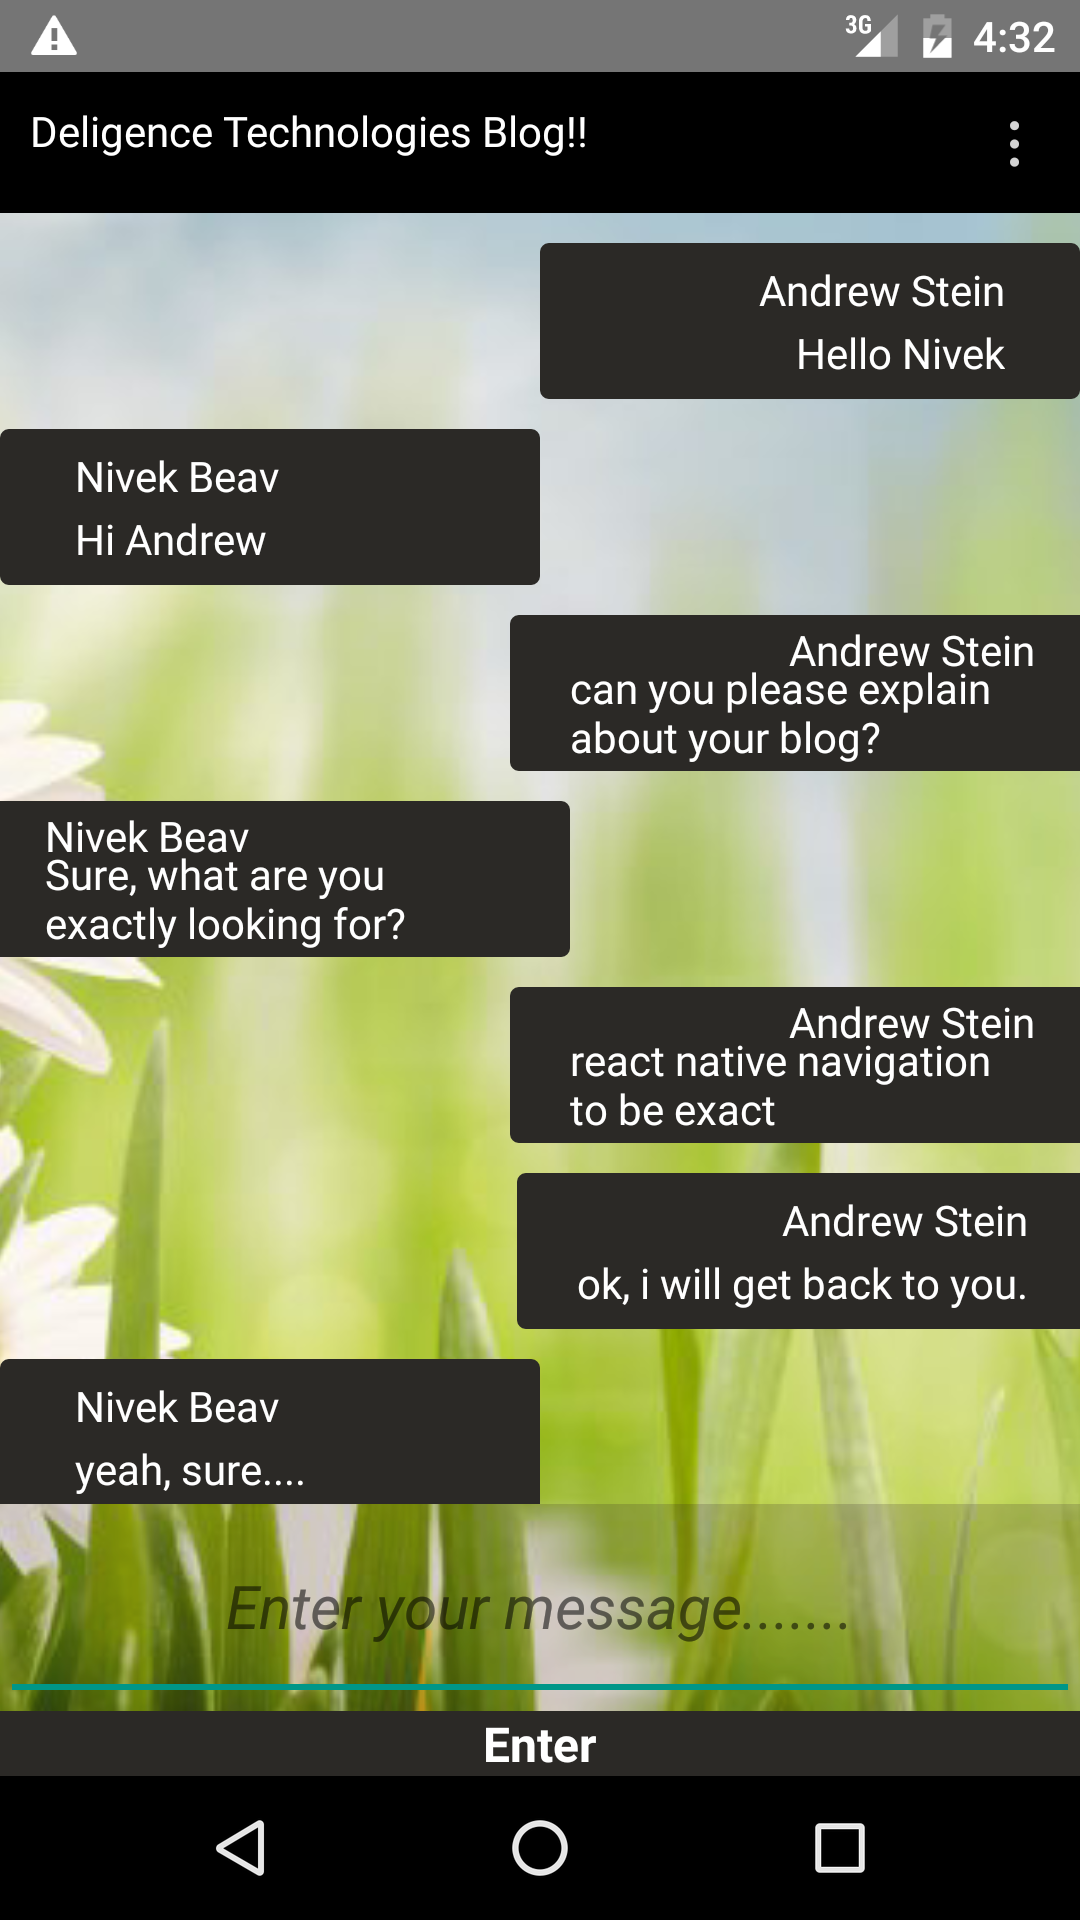 3G 4:32
Deligence Technologies Blog!!
Andrew Stein
Hello Nivek
Nivek Beav
Hi Andrew
Andrew Stein
can you please explain
about your blog?
Nivek Beav
Sure, what are you
exactly looking for?
Andrew Stein
react native navigation
to be exact
Andrew Stein
ok, i will get back to you.
Nivek Beav
yeah, sure....
Enter your message.......
Enter